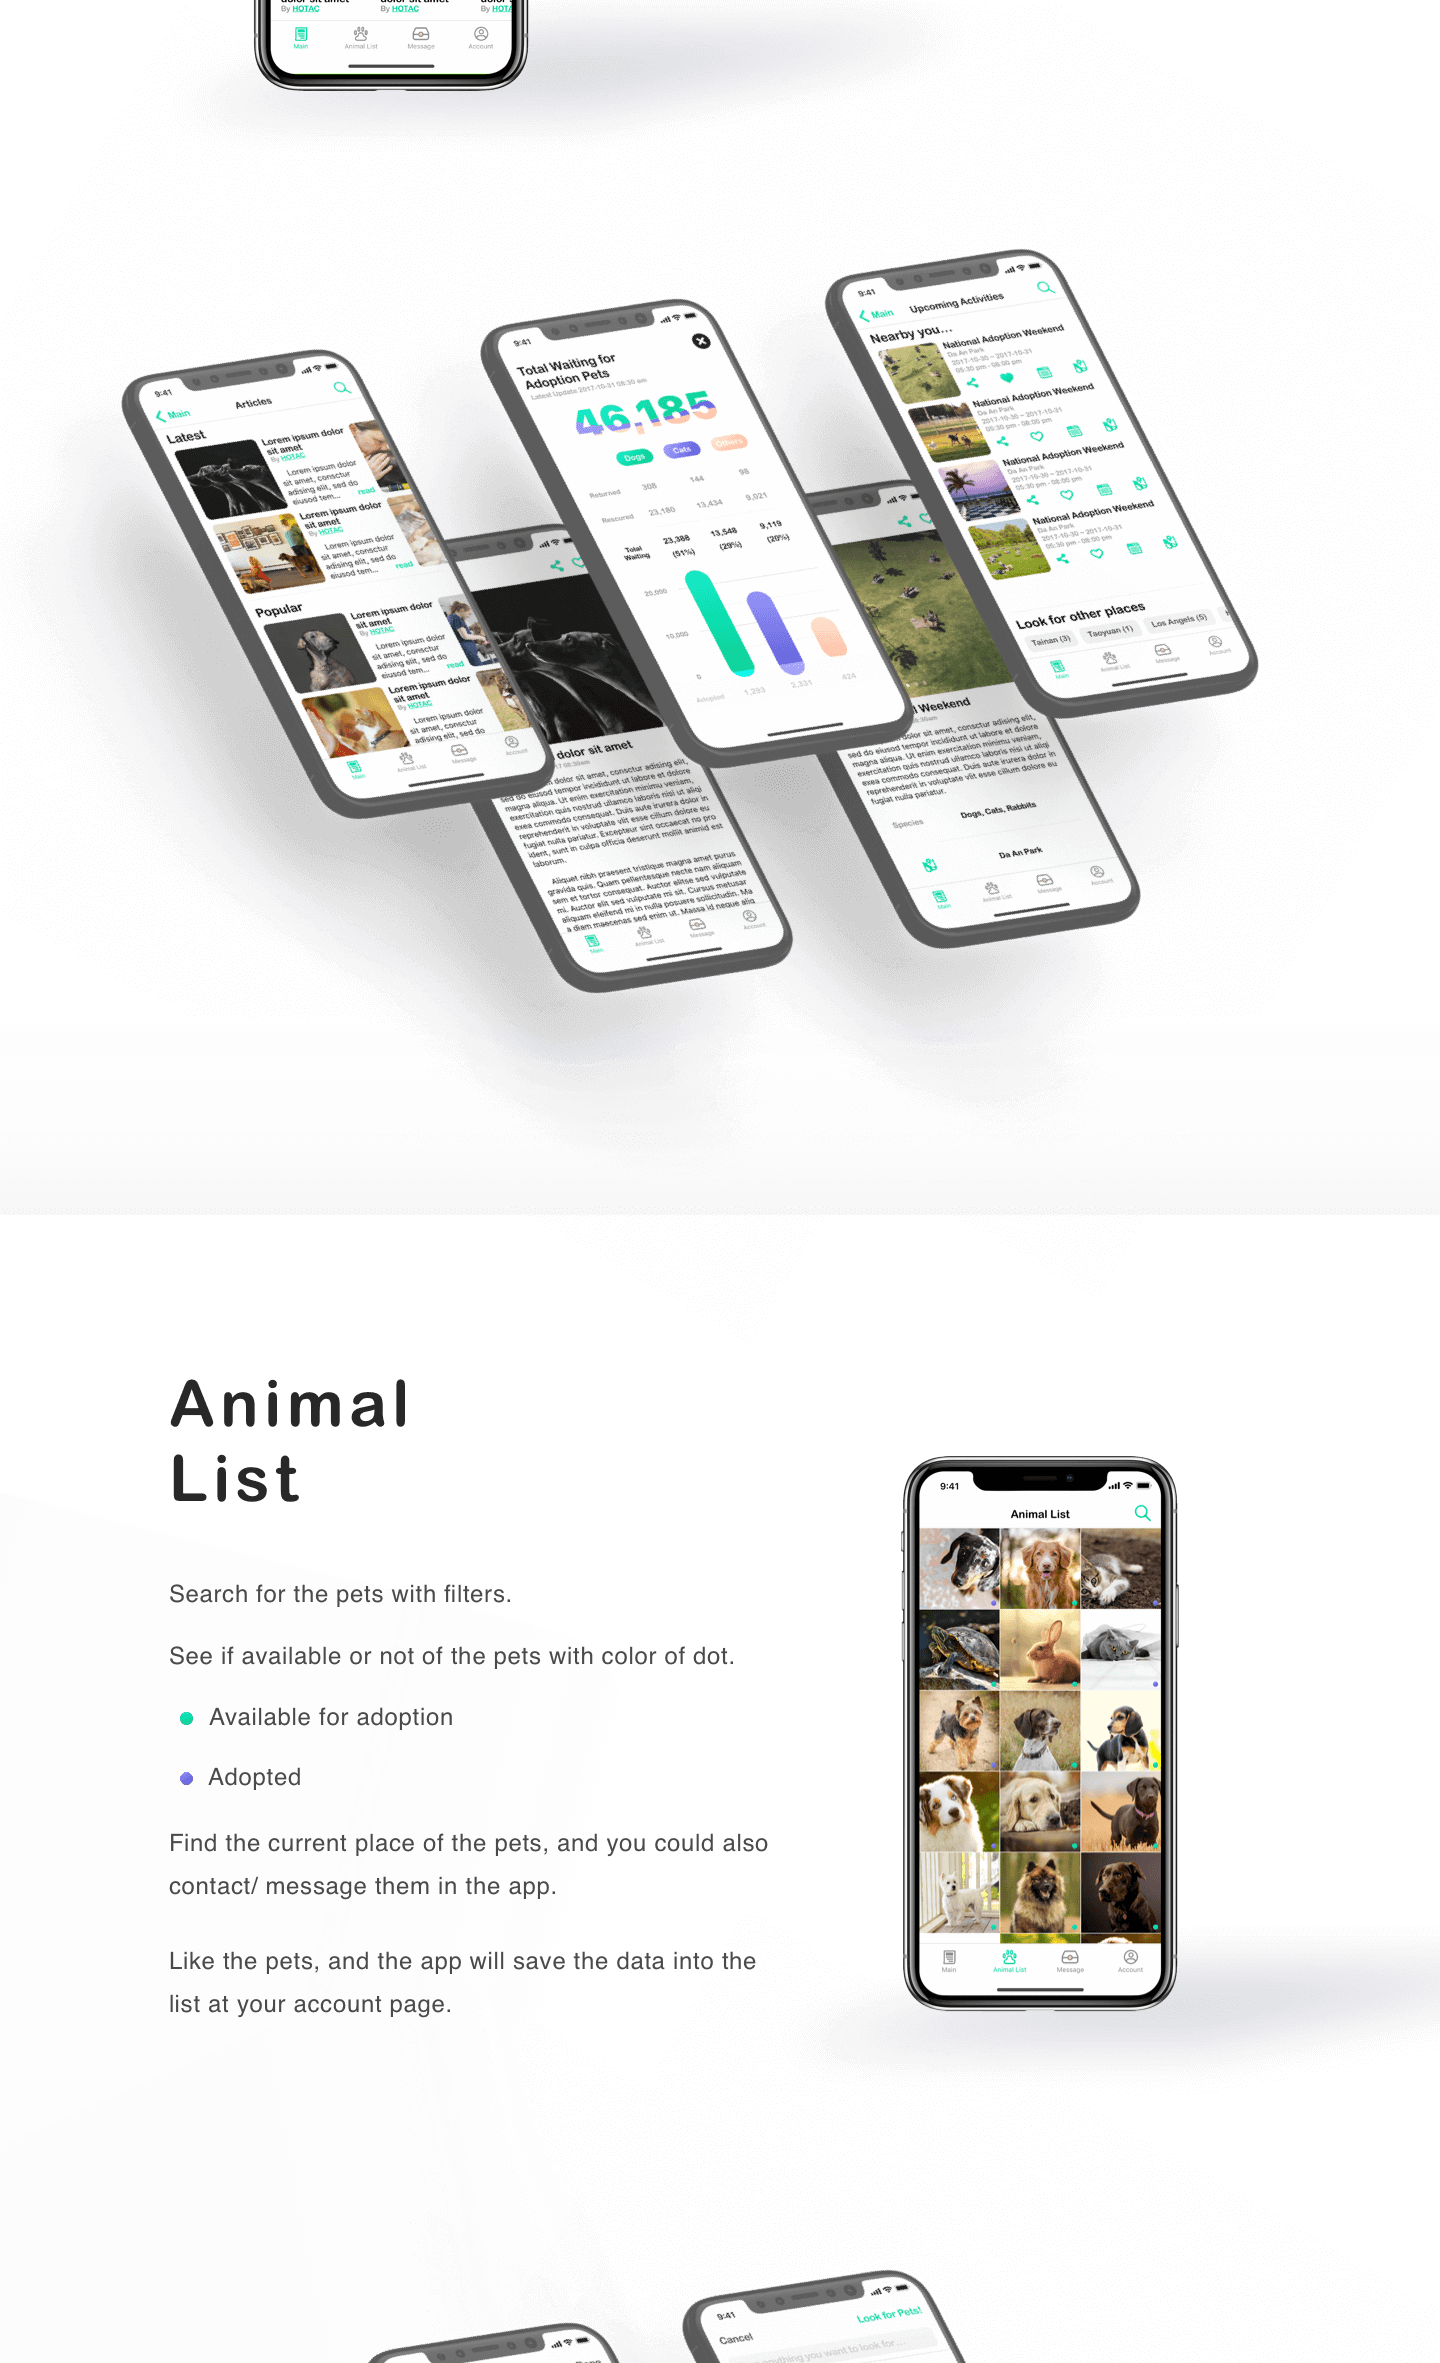 dolor sit amet
dolor sit amet
By HOTAC
By HOTAC
By HOTA
Main
Animal List
Message
Account
9:41
Main
Articles
Latest
Lorem ipsum dolor
sit amet
By HOTAC
Lorem ipsum dolor
sit amet, consctur
adising elit, sed do
eiusod tem...
read
Lorem ipsum dolor
sit amet
By HOTAC
Lorem ipsum dolor
sit amet, consctur
adising elit, sed do
eiusod tem...
read
Popular
Lorem ipsum dolor
sit amet
By HOTAC
Lorem ipsum dolor
sit amet, consctur
adising elit, sed do
eiusod tem...
read
Lorem ipsum dolor
sit amet
By HOTAC
Lorem ipsum dolor
sit amet, consctur
adising elit, sed do
Main
Animal List
Message
Account
dolor sit amet
17 08:30am
dolor sit amet, consctur adising elit,
sed do eiusod tempor incididunt ut labore et dolore
magna aliqua. Ut enim exercitation minimu veniam,
exercitation quis nostrud ullamco laboris nisi ut aliqi
exea commodo consequat. Duis aute irurera dolor in
reprehenderit in voluptate vlit esse cillum dolore eu
fugiat nulla pariatur. Excepteur sint occaecat no pro
ident, sunt in culpa officia deserunt mollit animid est
laborum.
Aliquet nibh praesent tristique magna amet purus
gravida quis. Quam pellentesque necte nam aliquam
sem et tortor consequat. Auctor elitse sed vulputate
mi. Auctor elit sed vulputate mi sit. Cursus metusar
aliquam eleifend mi in nulla posuere sollicitudin. Ma
a diam maecenas sed enim ut. Massa id neque aliq
Main
Animal List
Message
Account
9:41
Total Waiting for
Adoption Pets
Latest Update 2017-10-31 08:30 am
46,185
Dogs
Cats
Others
Returned
308
144
98
Rescured
23,180
13,434
9,021
Total
Waiting
23,388
(51%)
13,548
(29%)
9,119
(20%)
25,000
10,000
0
Adopted
1,293
2,331
424
9:41
Main
Upcoming Activities
Nearby you...
National Adoption Weekend
Da An Park
2017-10-30 ~ 2017-10-31
05:30 pm - 08:00 pm
National Adoption Weekend
Da An Park
2017-10-30 ~ 2017-10-31
05:30 pm - 08:00 pm
National Adoption Weekend
Da An Park
2017-10-30 ~ 2017-10-31
05:30 pm - 08:00 pm
National Adoption Weekend
Da An Park
2017-10-30 ~ 2017-10-31
05:30 pm - 08:00 pm
Look for other places
Tainan (3)
Taoyuan (1)
Los Angels (5)
Main
Animal List
Message
Account
Weekend
08:30am
dolor sit amet, consctur adising elit,
sed do eiusod tempor incididunt ut labore et dolore
magna aliqua. Ut enim exercitation minimu veniam,
exercitation quis nostrud ullamco laboris nisi ut aliqi
exea commodo consequat. Duis aute irurera dolor in
reprehenderit in voluptate vlit esse cillum dolore eu
fugiat nulla pariatur.
Species
Dogs, Cats, Rabbits
Da An Park
Main
Animal List
Message
Account
Animal
List
Search for the pets with filters.
See if available or not of the pets with color of dot.
Available for adoption
Adopted
Find the current place of the pets, and you could also
contact/ message them in the app.
Like the pets, and the app will save the data into the
list at your account page.
9:41
Animal List
Main
Animal List
Message
Account
9:41
Look for Pets!
Cancel
anything you want to look for...